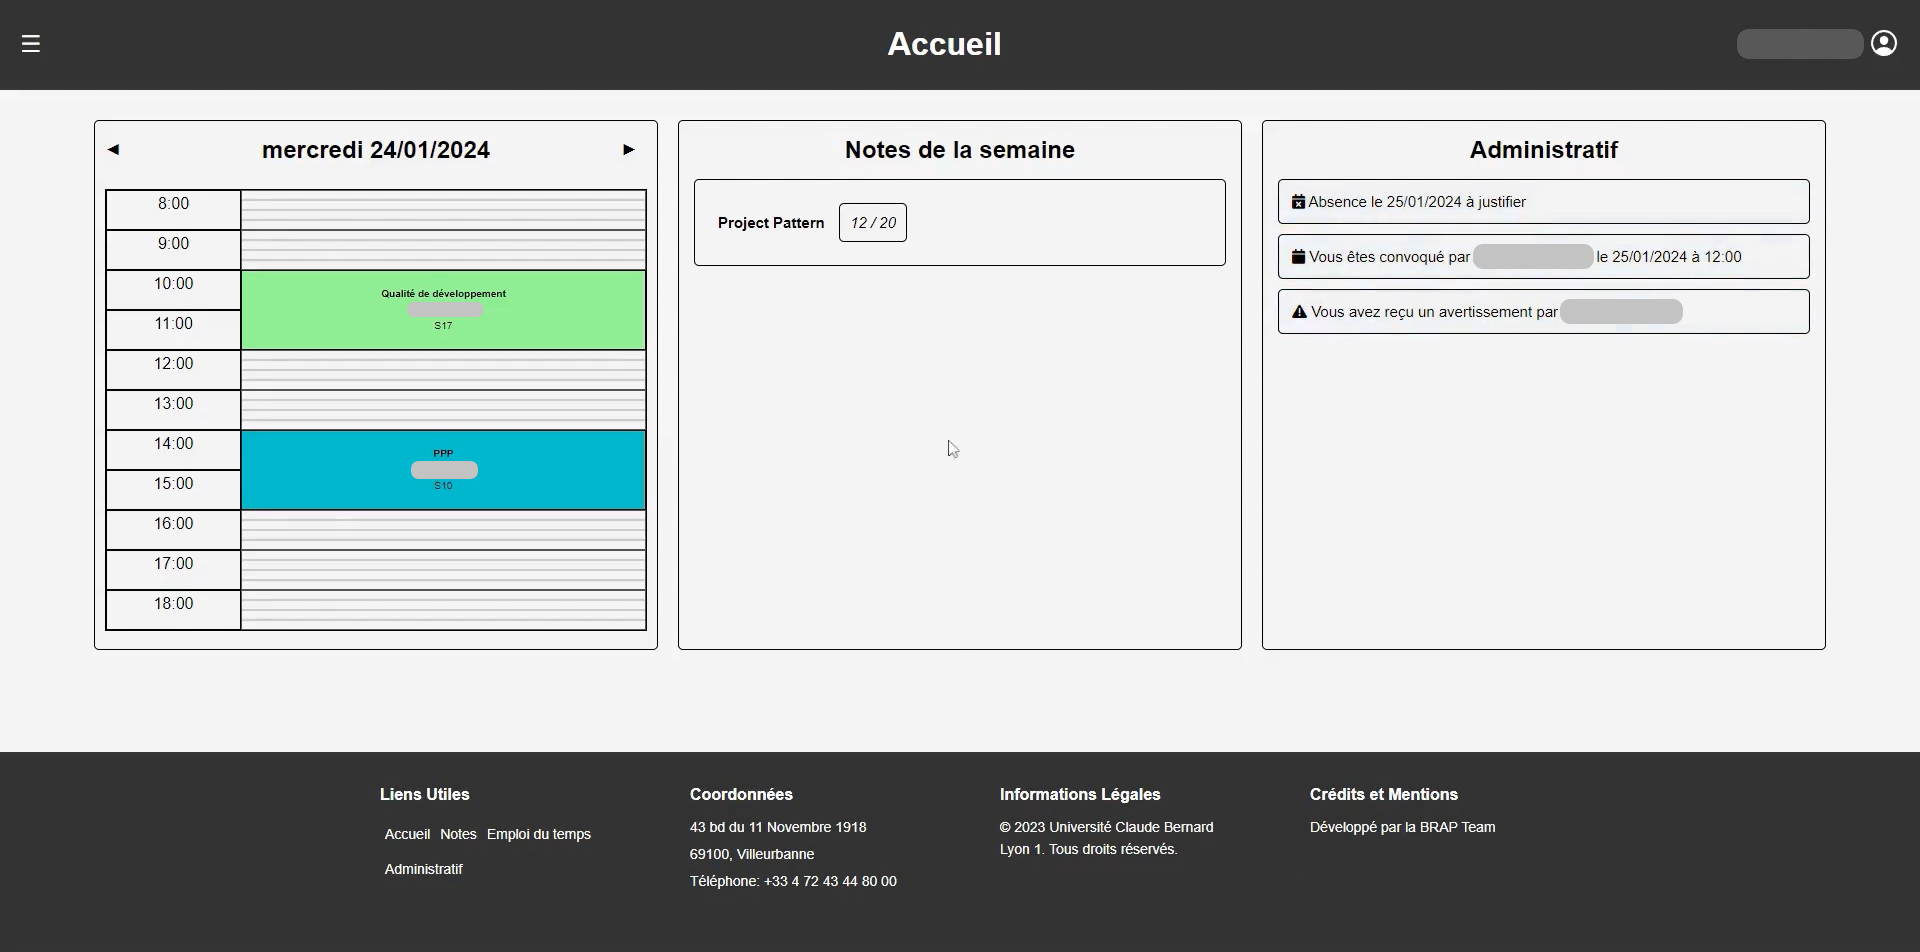 ☰
Accueil
◄ mercredi 24/01/2024 ►
8:00
9:00
10:00
11:00
12:00
13:00
14:00
15:00
16:00
17:00
18:00
Qualité de développement
S17
PPP
S10
Notes de la semaine
Project Pattern 12 / 20
Administratif
Absence le 25/01/2024 à justifier
Vous êtes convoqué par le 25/01/2024 à 12:00
Vous avez reçu un avertissement par
Liens Utiles
Accueil Notes Emploi du temps
Administratif
Coordonnées
43 bd du 11 Novembre 1918
69100, Villeurbanne
Téléphone: +33 4 72 43 44 80 00
Informations Légales
© 2023 Université Claude Bernard
Lyon 1. Tous droits réservés.
Crédits et Mentions
Développé par la BRAP Team